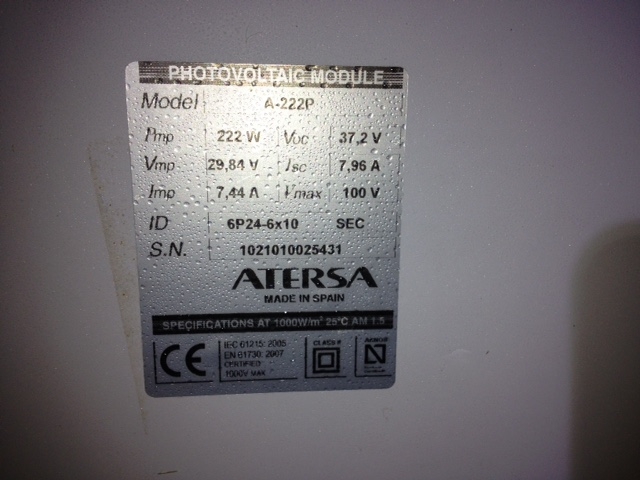 PHOTOVOLTAIC MODULE
Model A-222P
Pmp 222 W Voc 37,2 V
Vmp 29,84 V Isc 7,96 A
Imp 7,44 A Vmax 100 V
ID 6P24-6x10 SEC
S.N. 1021010025431
ATERSA
MADE IN SPAIN
SPECIFICATIONS AT 1000W/m² 25°C AM 1.5
CE
IEC 61215: 2005
EN 61730: 2007
CERTIFIED
1000V MAX
CLASS II
AENOR
N